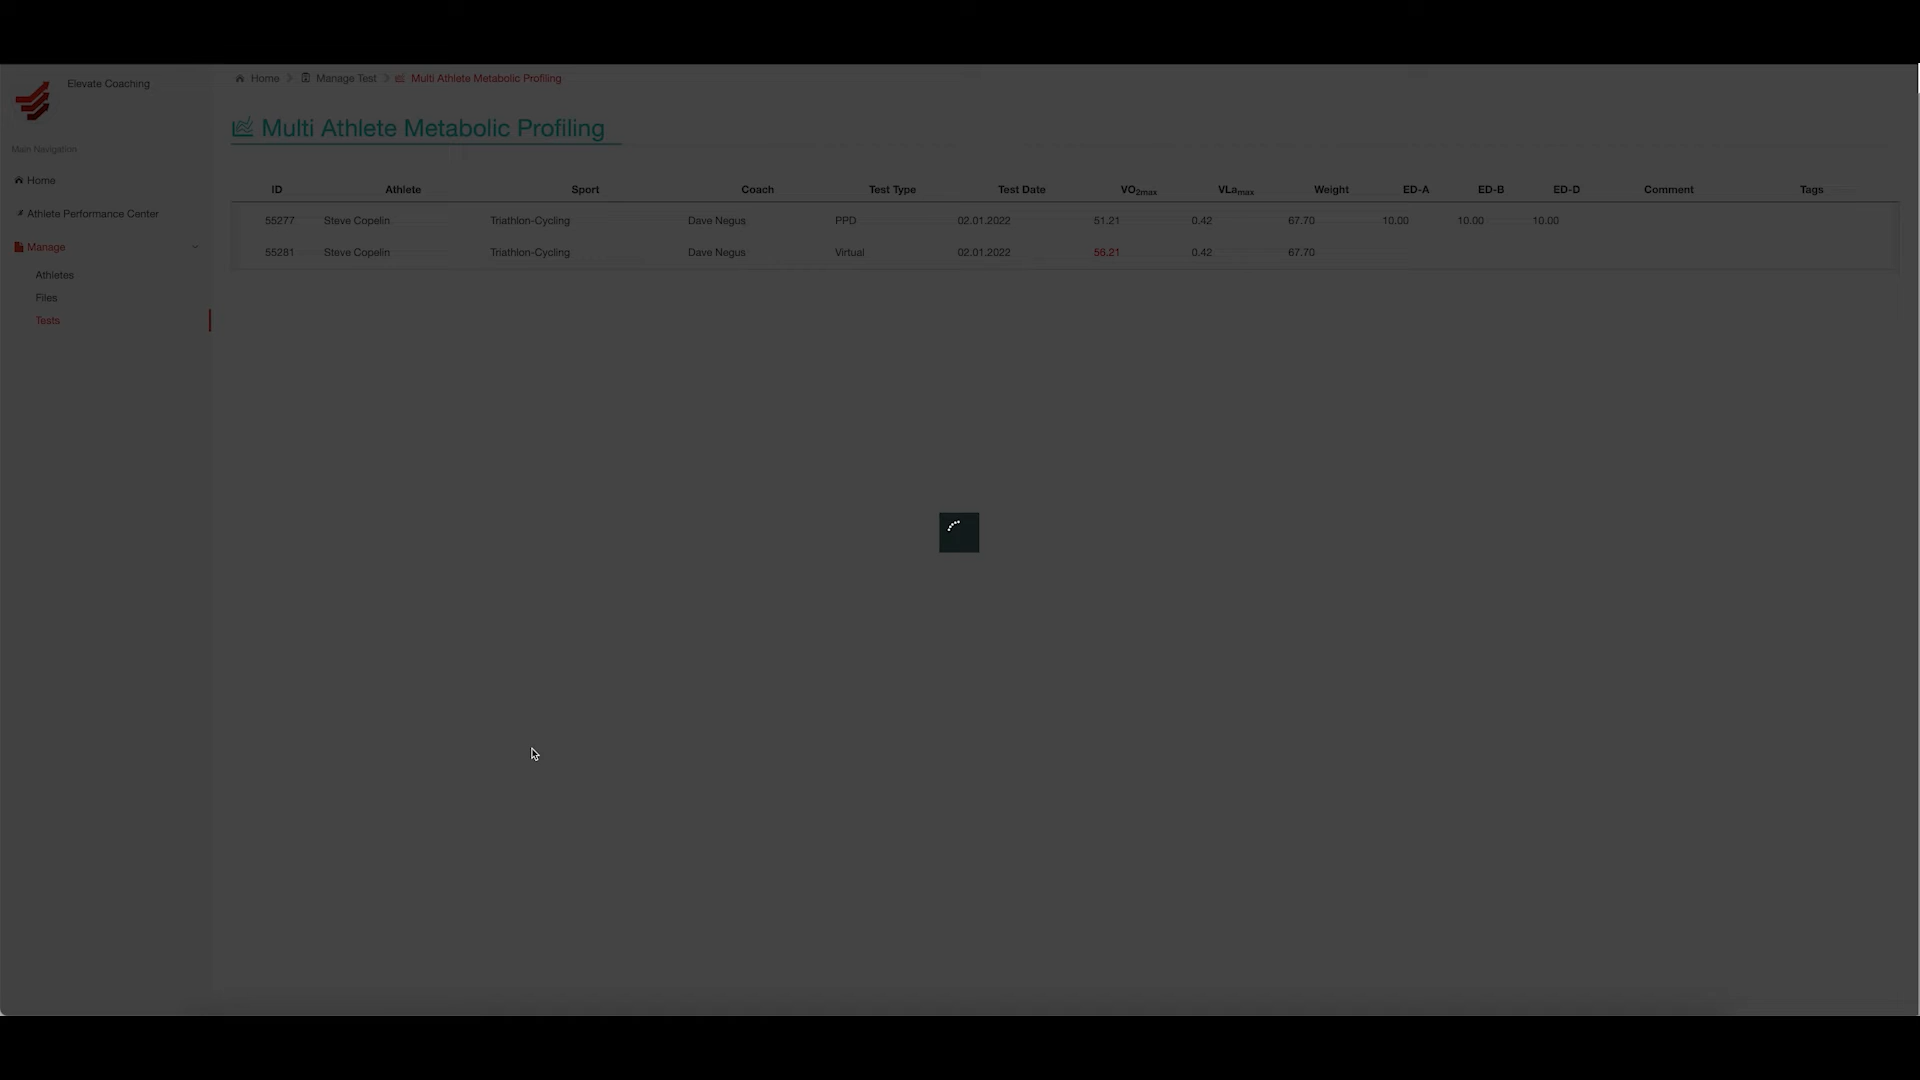 Elevate Coaching
Home > Manage Test > Multi Athlete Metabolic Profiling
Multi Athlete Metabolic Profiling
Main Navigation
Home
Athlete Performance Center
Manage
Athletes
Files
Tests
ID Athlete Sport Coach Test Type Test Date VO2max VLamax Weight ED-A ED-B ED-D Comment Tags
55277 Steve Copelin Triathlon-Cycling Dave Negus PPD 02.01.2022 51.21 0.42 67.70 10.00 10.00 10.00
55281 Steve Copelin Triathlon-Cycling Dave Negus Virtual 02.01.2022 56.21 0.42 67.70